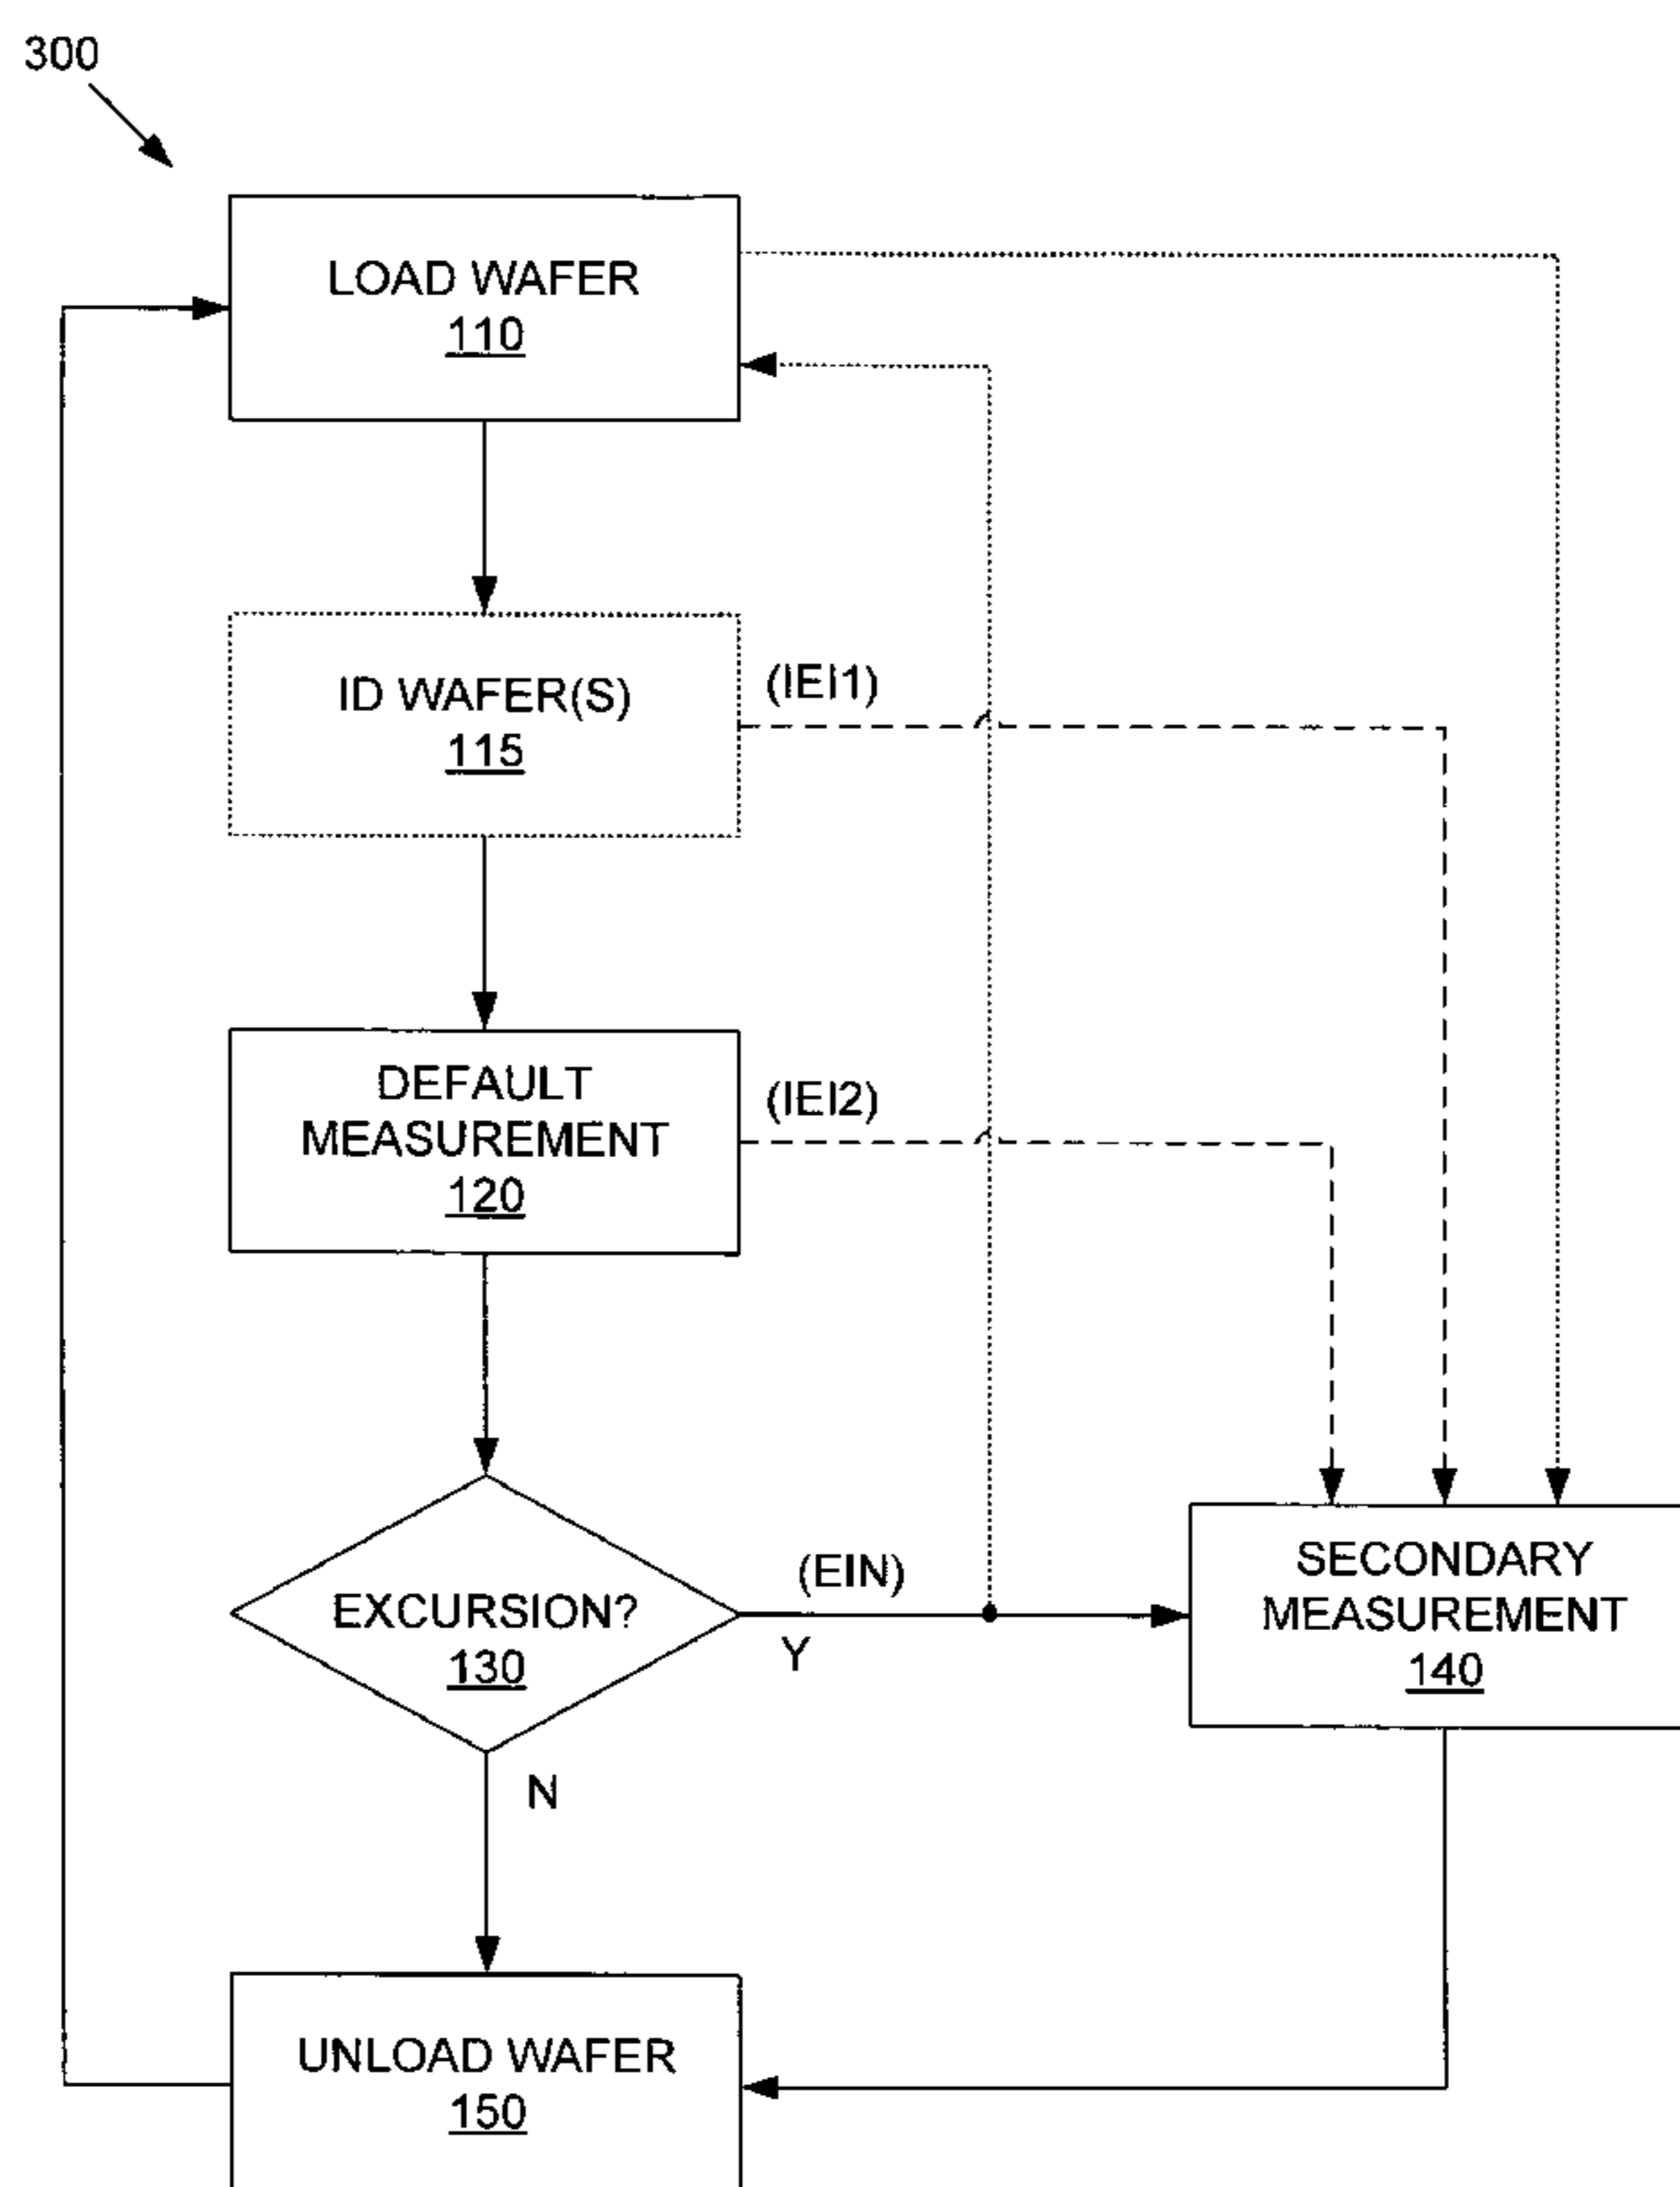 300
LOAD WAFER
110
ID WAFER(S)
115
(IEI1)
DEFAULT
MEASUREMENT
120
(IEI2)
EXCURSION?
130
(EIN)
Y
N
SECONDARY
MEASUREMENT
140
UNLOAD WAFER
150